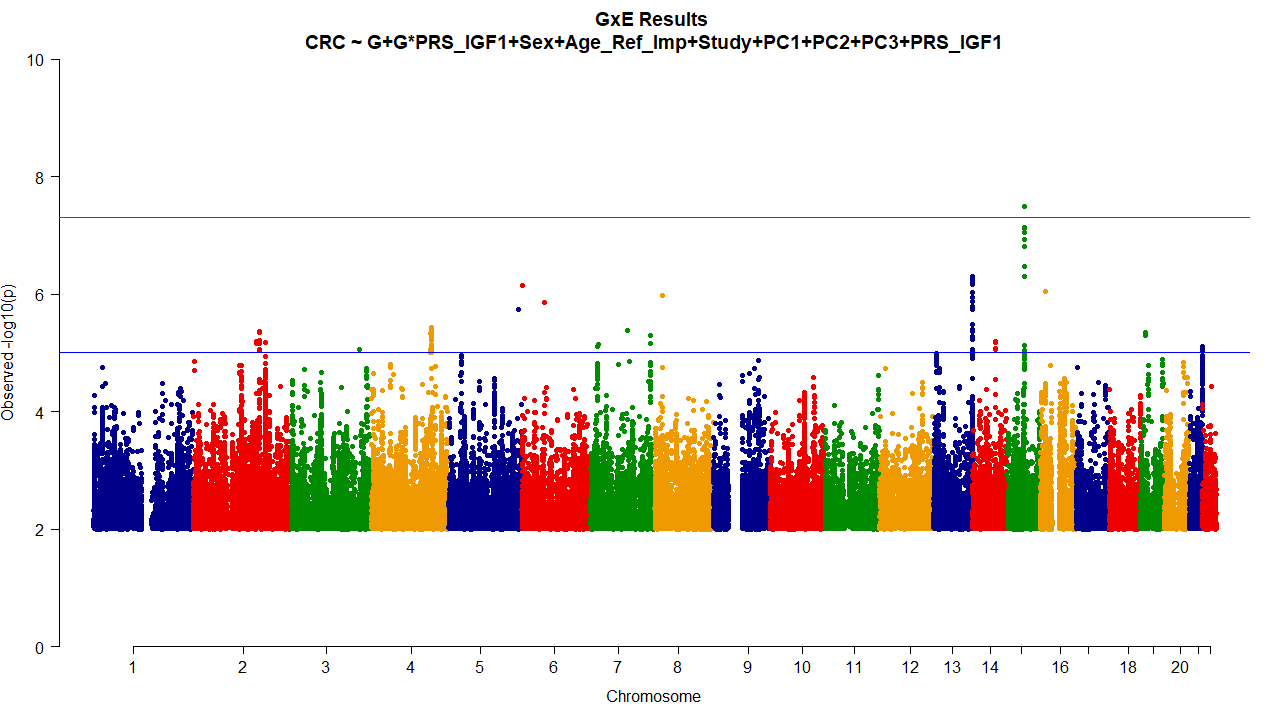 GxE Results
CRC ~ G+G*PRS_IGF1+Sex+Age_Ref_Imp+Study+PC1+PC2+PC3+PRS_IGF1
10
8
6
4
2
0
Observed -log10(p)
1 2 3 4 5 6 7 8 9 10 11 12 13 14 16 18 20
Chromosome